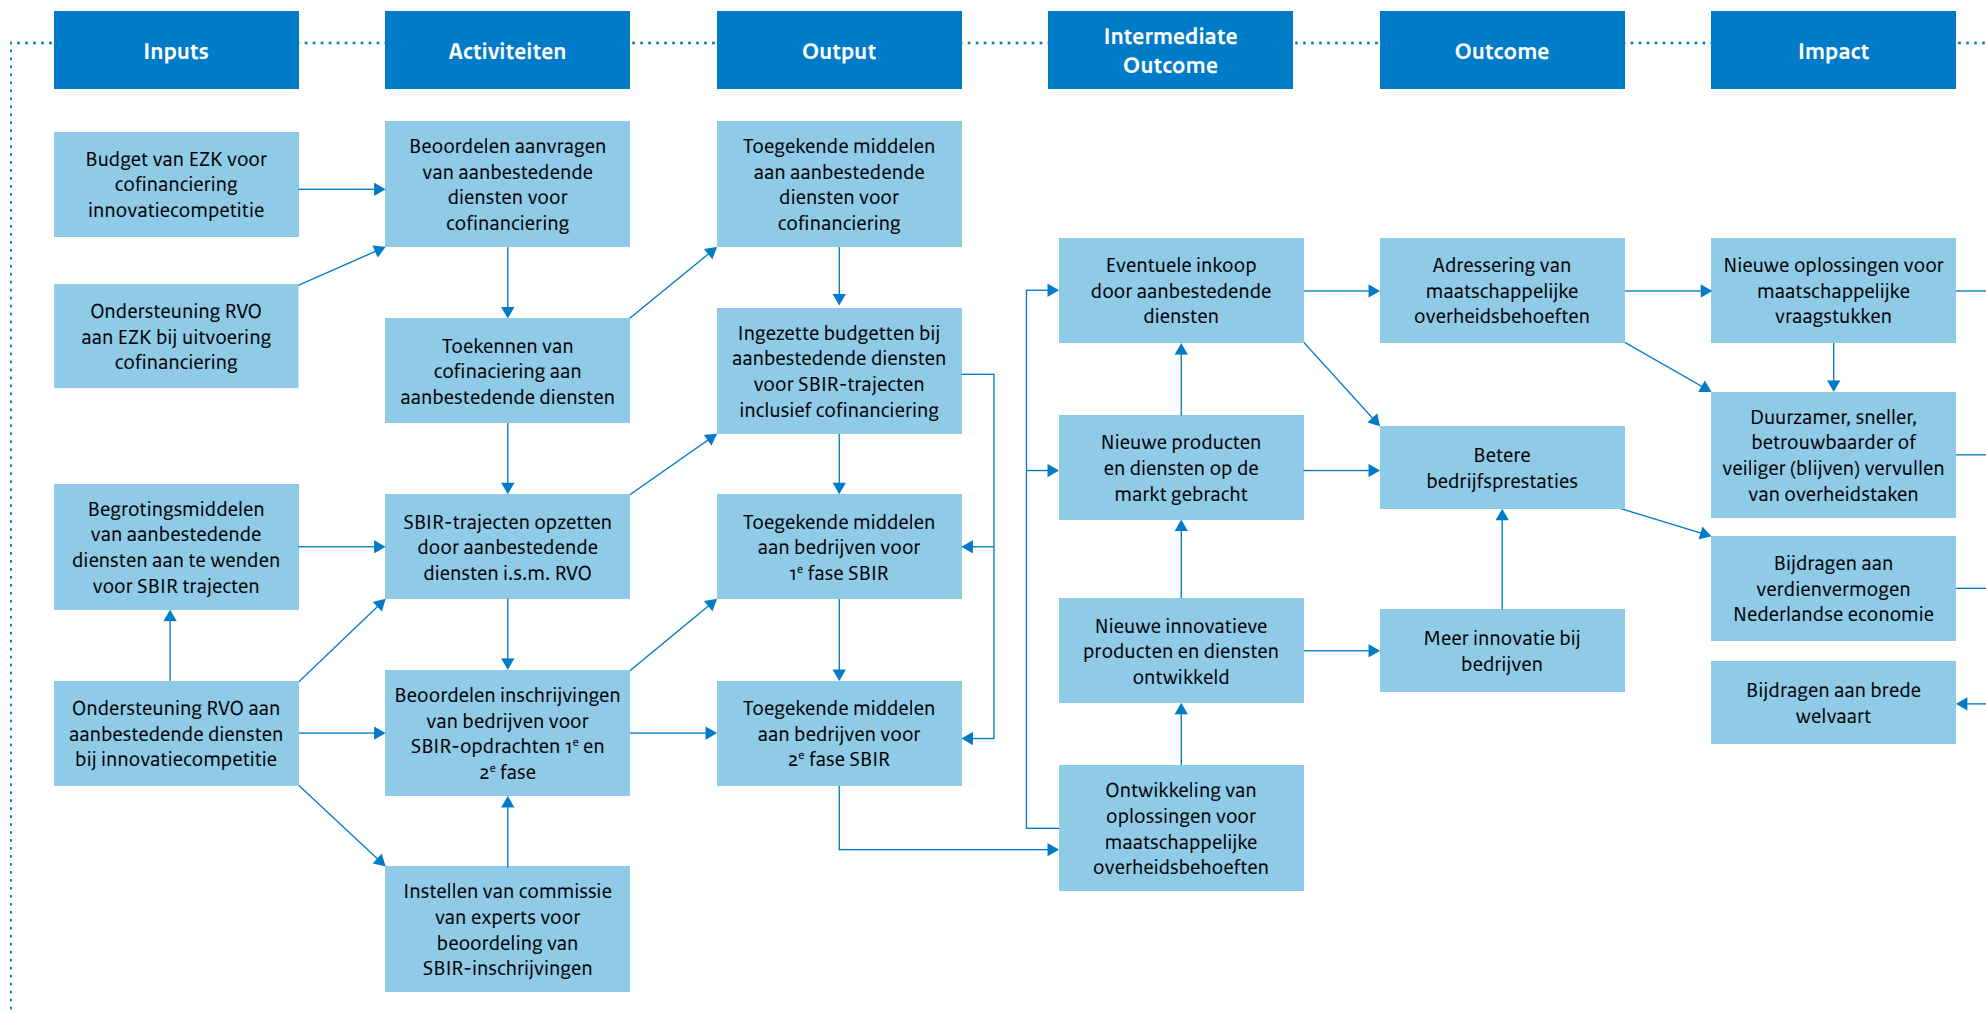 Inputs
Activiteiten
Output
Intermediate
Outcome
Outcome
Impact
Budget van EZK voor
cofinanciering
innovatiecompetitie
Ondersteuning RVO
aan EZK bij uitvoering
cofinanciering
Begrotingsmiddelen
van aanbestedende
diensten aan te wenden
voor SBIR trajecten
Ondersteuning RVO aan
aanbestedende diensten
bij innovatiecompetitie
Beoordelen aanvragen
van aanbestedende
diensten voor
cofinanciering
Toekennen van
cofinaciering aan
aanbestedende diensten
SBIR-trajecten opzetten
door aanbestedende
diensten i.s.m. RVO
Beoordelen inschrijvingen
van bedrijven voor
SBIR-opdrachten 1e en
2e fase
Instellen van commissie
van experts voor
beoordeling van
SBIR-inschrijvingen
Toegekende middelen
aan aanbestedende
diensten voor
cofinanciering
Ingezette budgetten bij
aanbestedende diensten
voor SBIR-trajecten
inclusief cofinanciering
Toegekende middelen
aan bedrijven voor
1e fase SBIR
Toegekende middelen
aan bedrijven voor
2e fase SBIR
Eventuele inkoop
door aanbestedende
diensten
Nieuwe producten
en diensten op de
markt gebracht
Nieuwe innovatieve
producten en diensten
ontwikkeld
Ontwikkeling van
oplossingen voor
maatschappelijke
overheidsbehoeften
Adressering van
maatschappelijke
overheidsbehoeften
Betere
bedrijfsprestaties
Meer innovatie bij
bedrijven
Nieuwe oplossingen voor
maatschappelijke
vraagstukken
Duurzamer, sneller,
betrouwbaarder of
veiliger (blijven) vervullen
van overheidstaken
Bijdragen aan
verdienvermogen
Nederlandse economie
Bijdragen aan brede
welvaart